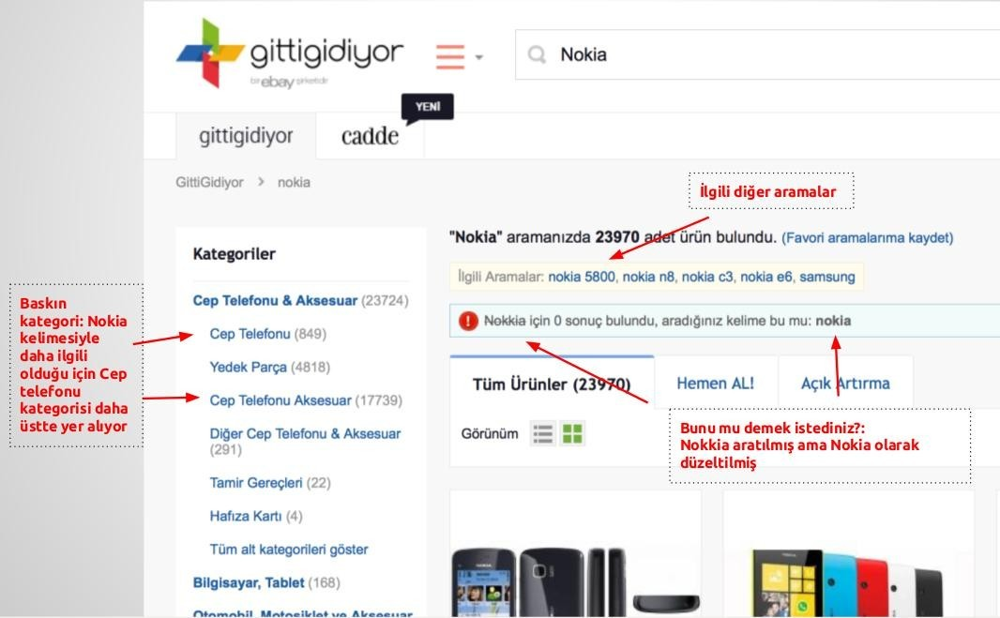 gittigidiyor
bir ebay şirketidir
Nokia
YENİ
gittigidiyor
cadde
GittiGidiyor > nokia
İlgili diğer aramalar
"Nokia" aramanızda 23970 adet ürün bulundu. (Favori aramalarıma kaydet)
İlgili Aramalar: nokia 5800, nokia n8, nokia c3, nokia e6, samsung
Nokkia için 0 sonuç bulundu, aradığınız kelime bu mu: nokia
Kategoriler
Cep Telefonu & Aksesuar (23724)
Cep Telefonu (849)
Yedek Parça (4818)
Cep Telefonu Aksesuar (17739)
Diğer Cep Telefonu & Aksesuar
(291)
Tamir Gereçleri (22)
Hafıza Kartı (4)
Tüm alt kategorileri göster
Bilgisayar, Tablet (168)
Otomobil, Motosiklet ve Aksesuar
Baskın
kategori: Nokia
kelimesiyle
daha ilgili
olduğu için Cep
telefonu
kategorisi daha
üstte yer alıyor
Tüm Ürünler (23970)
Hemen AL!
Açık Artırma
Görünüm
Bunu mu demek istediniz?:
Nokkia aratılmış ama Nokia olarak
düzeltilmiş
NOKIA
NOKIA